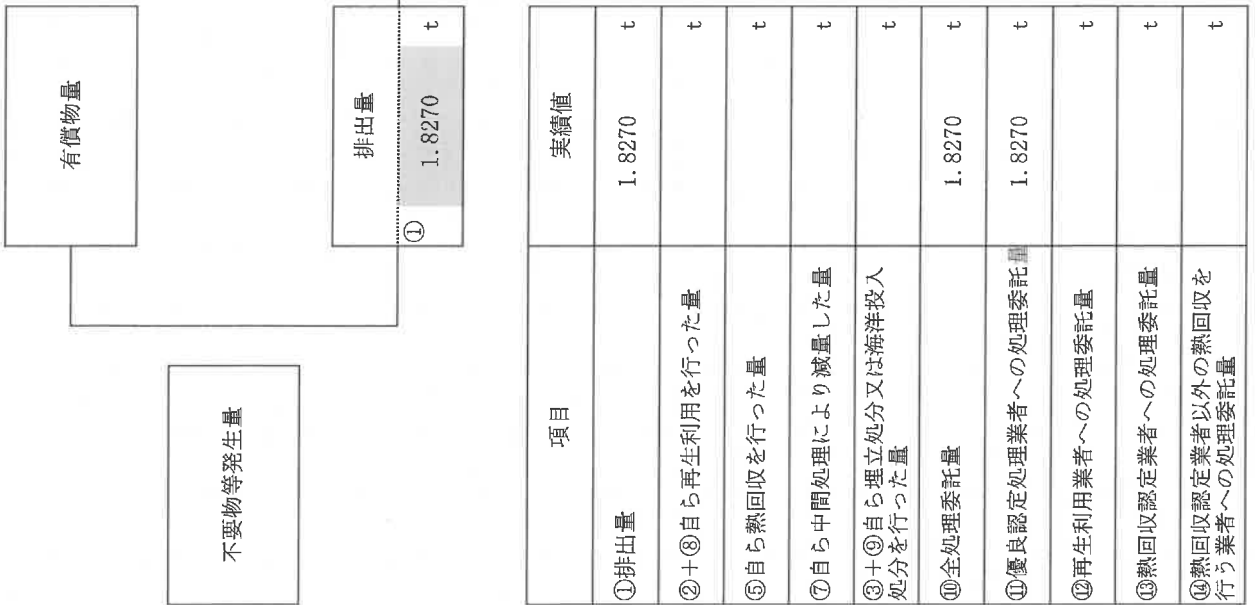 有償物量
不要物等発生量
排出量
① 1.8270 t
項目 実績値
①排出量 1.8270 t
②+⑧自ら再生利用を行った量 t
⑤自ら熱回収を行った量 t
⑦自ら中間処理により減量した量 t
③+⑨自ら埋立処分又は海洋投入
処分を行った量 t
⑩全処理委託量 1.8270 t
⑪優良認定処理業者への処理委託量 1.8270 t
⑫再生利用業者への処理委託量 t
⑬熱回収認定業者への処理委託量 t
⑭熱回収認定業者以外の熱回収を
行う業者への処理委託量 t